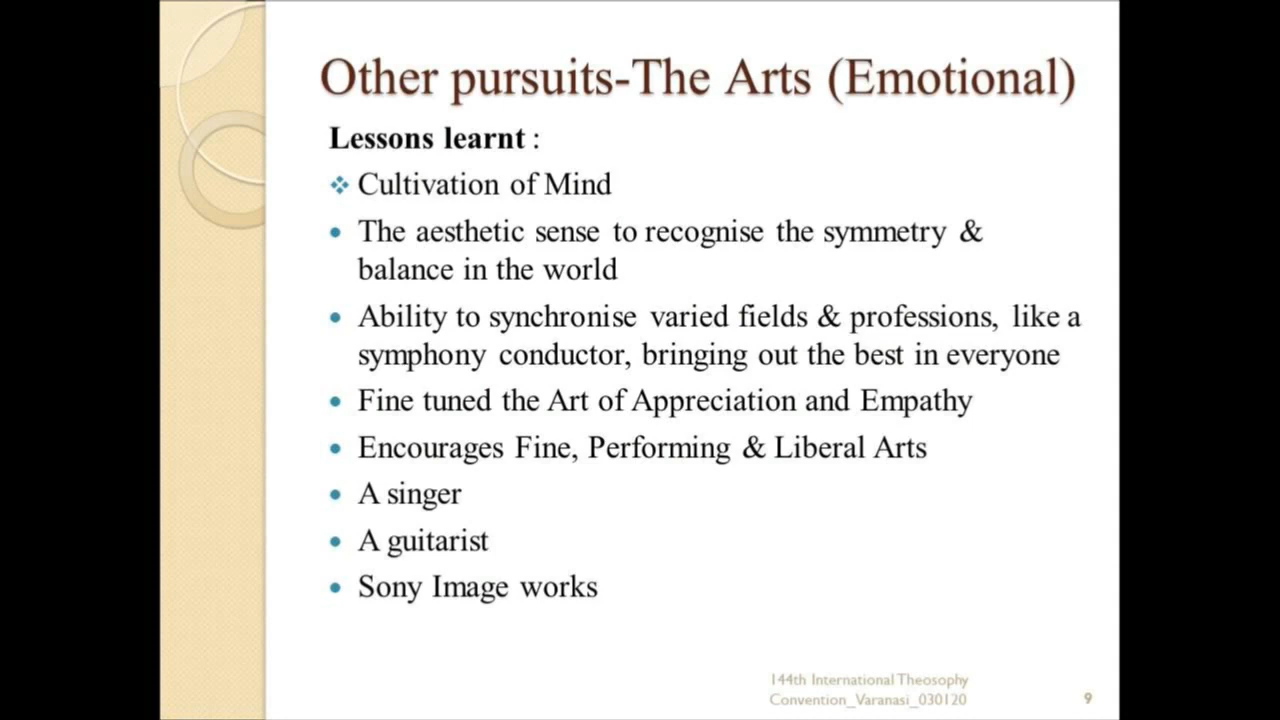 Other pursuits-The Arts (Emotional)
Lessons learnt :
❖ Cultivation of Mind
• The aesthetic sense to recognise the symmetry &
balance in the world
• Ability to synchronise varied fields & professions, like a
symphony conductor, bringing out the best in everyone
• Fine tuned the Art of Appreciation and Empathy
• Encourages Fine, Performing & Liberal Arts
• A singer
• A guitarist
• Sony Image works
144th International Theosophy
Convention_Varanasi_030120
9